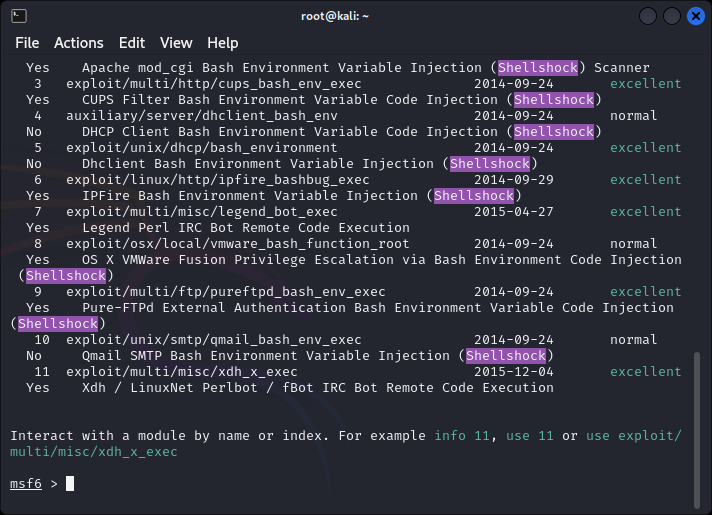 root@kali: ~
File Actions Edit View Help
Yes Apache mod_cgi Bash Environment Variable Injection (Shellshock) Scanner
3 exploit/multi/http/cups_bash_env_exec 2014-09-24 excellent
Yes CUPS Filter Bash Environment Variable Code Injection (Shellshock)
4 auxiliary/server/dhclient_bash_env 2014-09-24 normal
No DHCP Client Bash Environment Variable Code Injection (Shellshock)
5 exploit/unix/dhcp/bash_environment 2014-09-24 excellent
No Dhclient Bash Environment Variable Injection (Shellshock)
6 exploit/linux/http/ipfire_bashbug_exec 2014-09-29 excellent
Yes IPFire Bash Environment Variable Injection (Shellshock)
7 exploit/multi/misc/legend_bot_exec 2015-04-27 excellent
Yes Legend Perl IRC Bot Remote Code Execution
8 exploit/osx/local/vmware_bash_function_root 2014-09-24 normal
Yes OS X VMWare Fusion Privilege Escalation via Bash Environment Code Injection
(Shellshock)
9 exploit/multi/ftp/pureftpd_bash_env_exec 2014-09-24 excellent
Yes Pure-FTPd External Authentication Bash Environment Variable Code Injection
(Shellshock)
10 exploit/unix/smtp/qmail_bash_env_exec 2014-09-24 normal
No Qmail SMTP Bash Environment Variable Injection (Shellshock)
11 exploit/multi/misc/xdh_x_exec 2015-12-04 excellent
Yes Xdh / LinuxNet Perlbot / fBot IRC Bot Remote Code Execution
Interact with a module by name or index. For example info 11, use 11 or use exploit/
multi/misc/xdh_x_exec
msf6 >